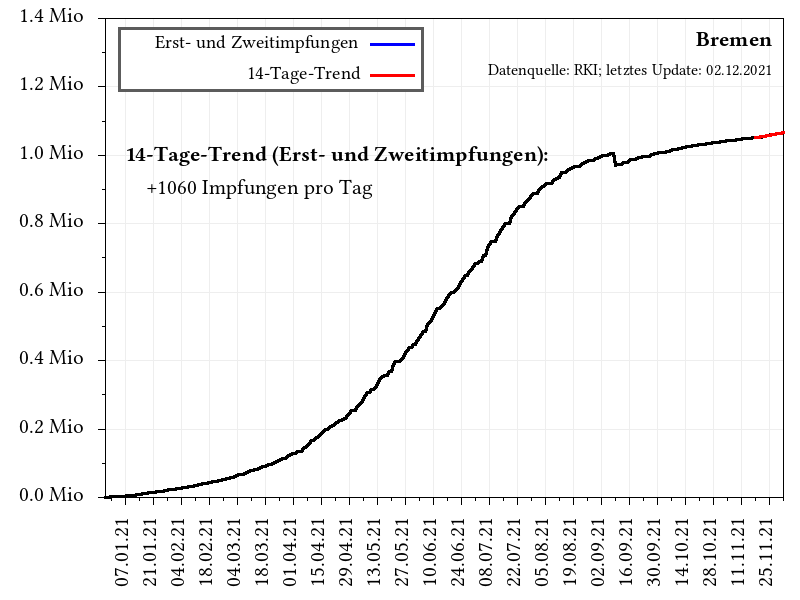 1.4 Mio
1.2 Mio
1.0 Mio
0.8 Mio
0.6 Mio
0.4 Mio
0.2 Mio
0.0 Mio
Erst- und Zweitimpfungen
14-Tage-Trend
Bremen
Datenquelle: RKI; letztes Update: 02.12.2021
14-Tage-Trend (Erst- und Zweitimpfungen):
+1060 Impfungen pro Tag
07.01.21
21.01.21
04.02.21
18.02.21
04.03.21
18.03.21
01.04.21
15.04.21
29.04.21
13.05.21
27.05.21
10.06.21
24.06.21
08.07.21
22.07.21
05.08.21
19.08.21
02.09.21
16.09.21
30.09.21
14.10.21
28.10.21
11.11.21
25.11.21